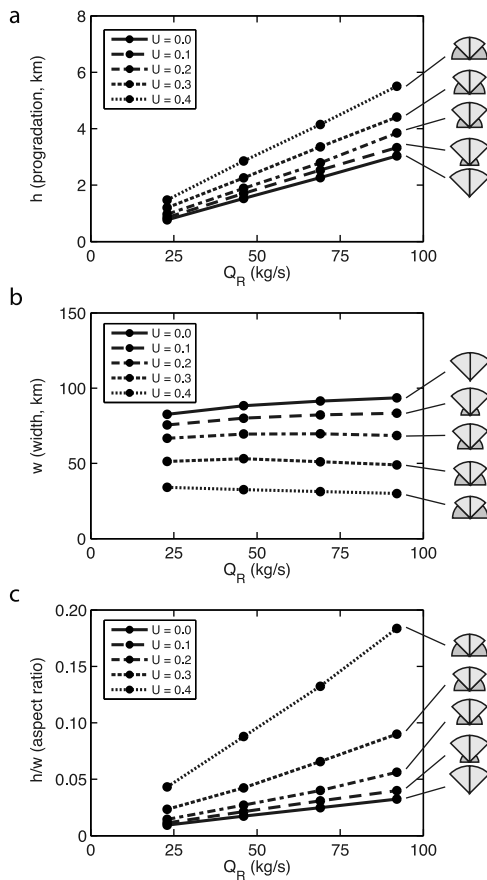 a
8
6
4
2
0
h (progradation, km)
U = 0.0
U = 0.1
U = 0.2
U = 0.3
U = 0.4
0 25 50 75 100
Q_R (kg/s)
b
150
100
50
0
w (width, km)
U = 0.0
U = 0.1
U = 0.2
U = 0.3
U = 0.4
0 25 50 75 100
Q_R (kg/s)
c
0.20
0.15
0.10
0.05
0
h/w (aspect ratio)
U = 0.0
U = 0.1
U = 0.2
U = 0.3
U = 0.4
0 25 50 75 100
Q_R (kg/s)